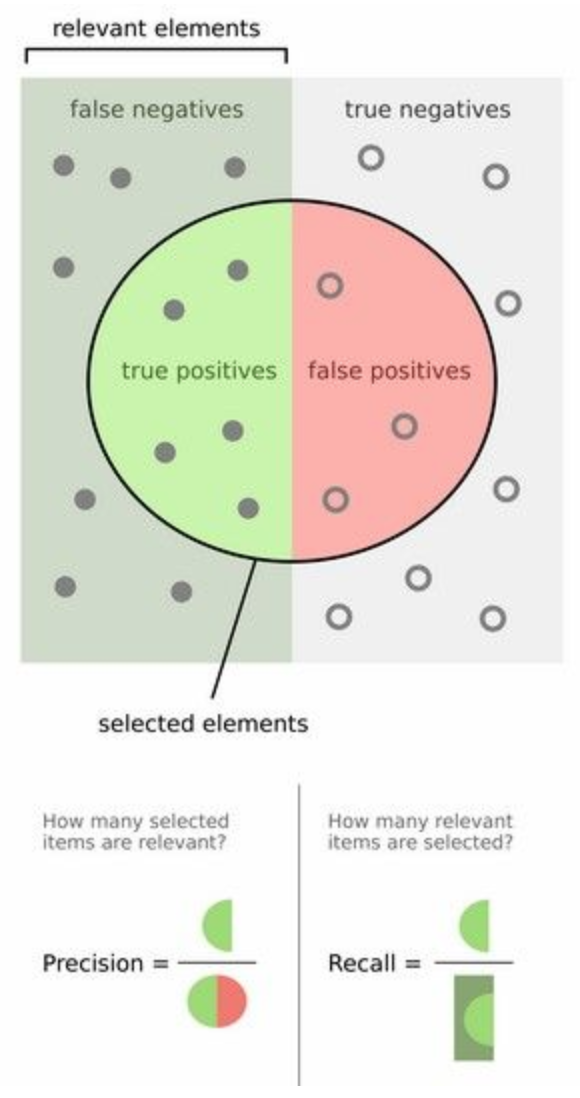 relevant elements
false negatives
true negatives
true positives
false positives
selected elements
How many selected
items are relevant?
How many relevant
items are selected?
Precision =
Recall =